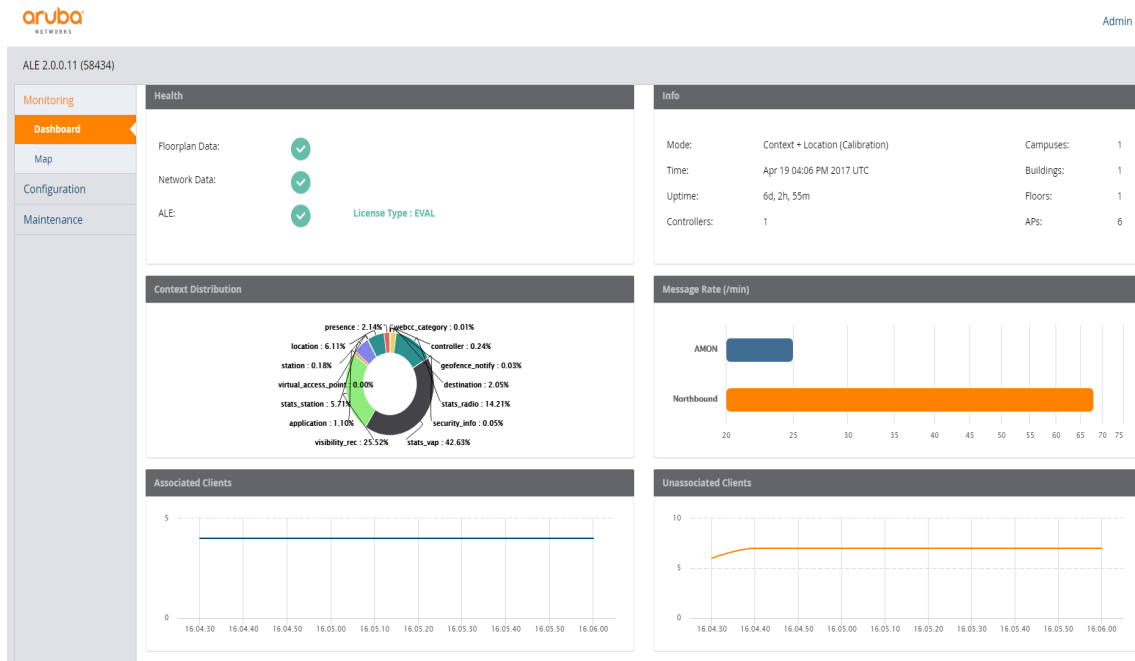 aruba
NETWORKS
Admin
ALE 2.0.0.11 (58434)
Monitoring
Dashboard
Map
Configuration
Maintenance
Health
Floorplan Data:
Network Data:
ALE:
License Type : EVAL
Info
Mode: Context + Location (Calibration) Campuses: 1
Time: Apr 19 04:06 PM 2017 UTC Buildings: 1
Uptime: 6d, 2h, 55m Floors: 1
Controllers: 1 APs: 6
Context Distribution
presence : 2.14% webcc_category : 0.01%
location : 6.11% controller : 0.24%
station : 0.18% geofence_notify : 0.03%
virtual_access_point : 0.00% destination : 2.05%
stats_station : 5.71% stats_radio : 14.21%
application : 1.10% security_info : 0.05%
visibility_rec : 25.52% stats_vap : 42.63%
Message Rate (/min)
AMON
Northbound
20 25 30 35 40 45 50 55 60 65 70 75
Associated Clients
5
0
16.04.30 16.04.40 16.04.50 16.05.00 16.05.10 16.05.20 16.05.30 16.05.40 16.05.50 16.06.00
Unassociated Clients
10
5
0
16.04.30 16.04.40 16.04.50 16.05.00 16.05.10 16.05.20 16.05.30 16.05.40 16.05.50 16.06.00